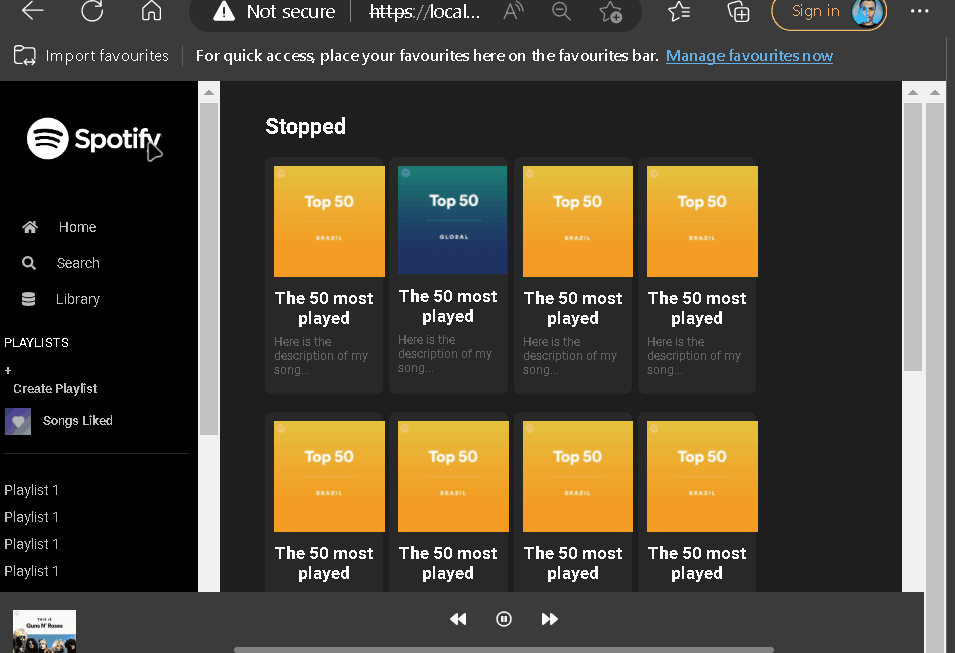 Not secure
https://local...
Sign in
Import favourites
For quick access, place your favourites here on the favourites bar. Manage favourites now
Spotify
Home
Search
Library
PLAYLISTS
+
Create Playlist
Songs Liked
Playlist 1
Playlist 1
Playlist 1
Playlist 1
Stopped
Top 50
BRAZIL
The 50 most
played
Here is the
description of my
song...
Top 50
GLOBAL
The 50 most
played
Here is the
description of my
song...
Top 50
BRAZIL
The 50 most
played
Here is the
description of my
song...
Top 50
BRAZIL
The 50 most
played
Here is the
description of my
song...
Top 50
BRAZIL
The 50 most
played
Top 50
BRAZIL
The 50 most
played
Top 50
BRAZIL
The 50 most
played
Top 50
BRAZIL
The 50 most
played
THIS IS
Guns N' Roses